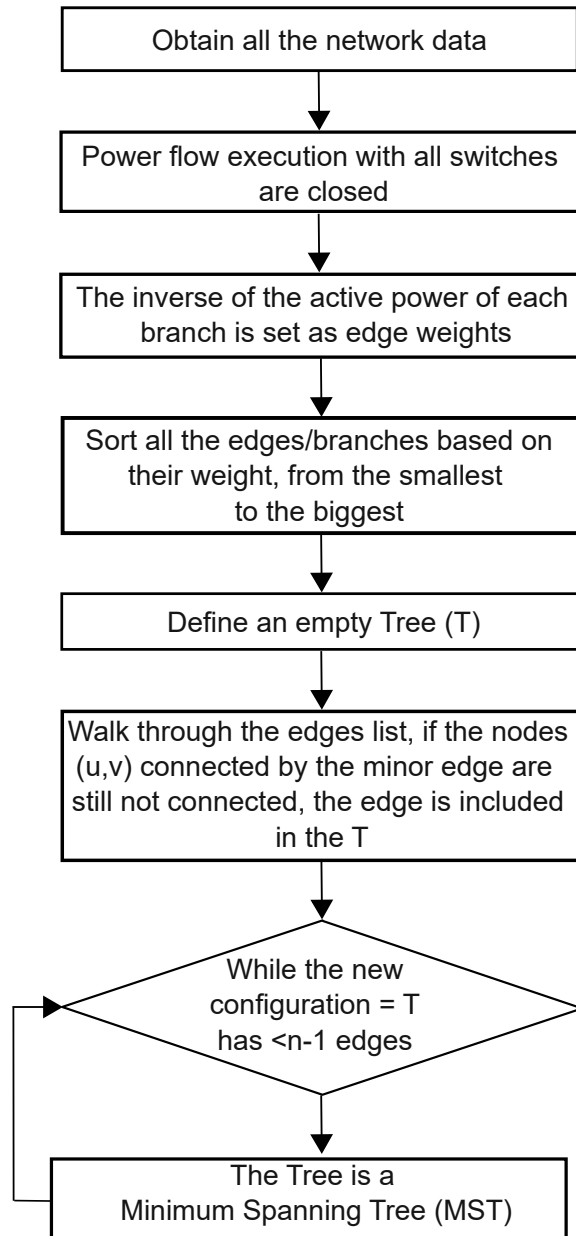 Obtain all the network data
Power flow execution with all switches
are closed
The inverse of the active power of each
branch is set as edge weights
Sort all the edges/branches based on
their weight, from the smallest
to the biggest
Define an empty Tree (T)
Walk through the edges list, if the nodes
(u,v) connected by the minor edge are
still not connected, the edge is included
in the T
While the new
configuration = T
has <n-1 edges
The Tree is a
Minimum Spanning Tree (MST)